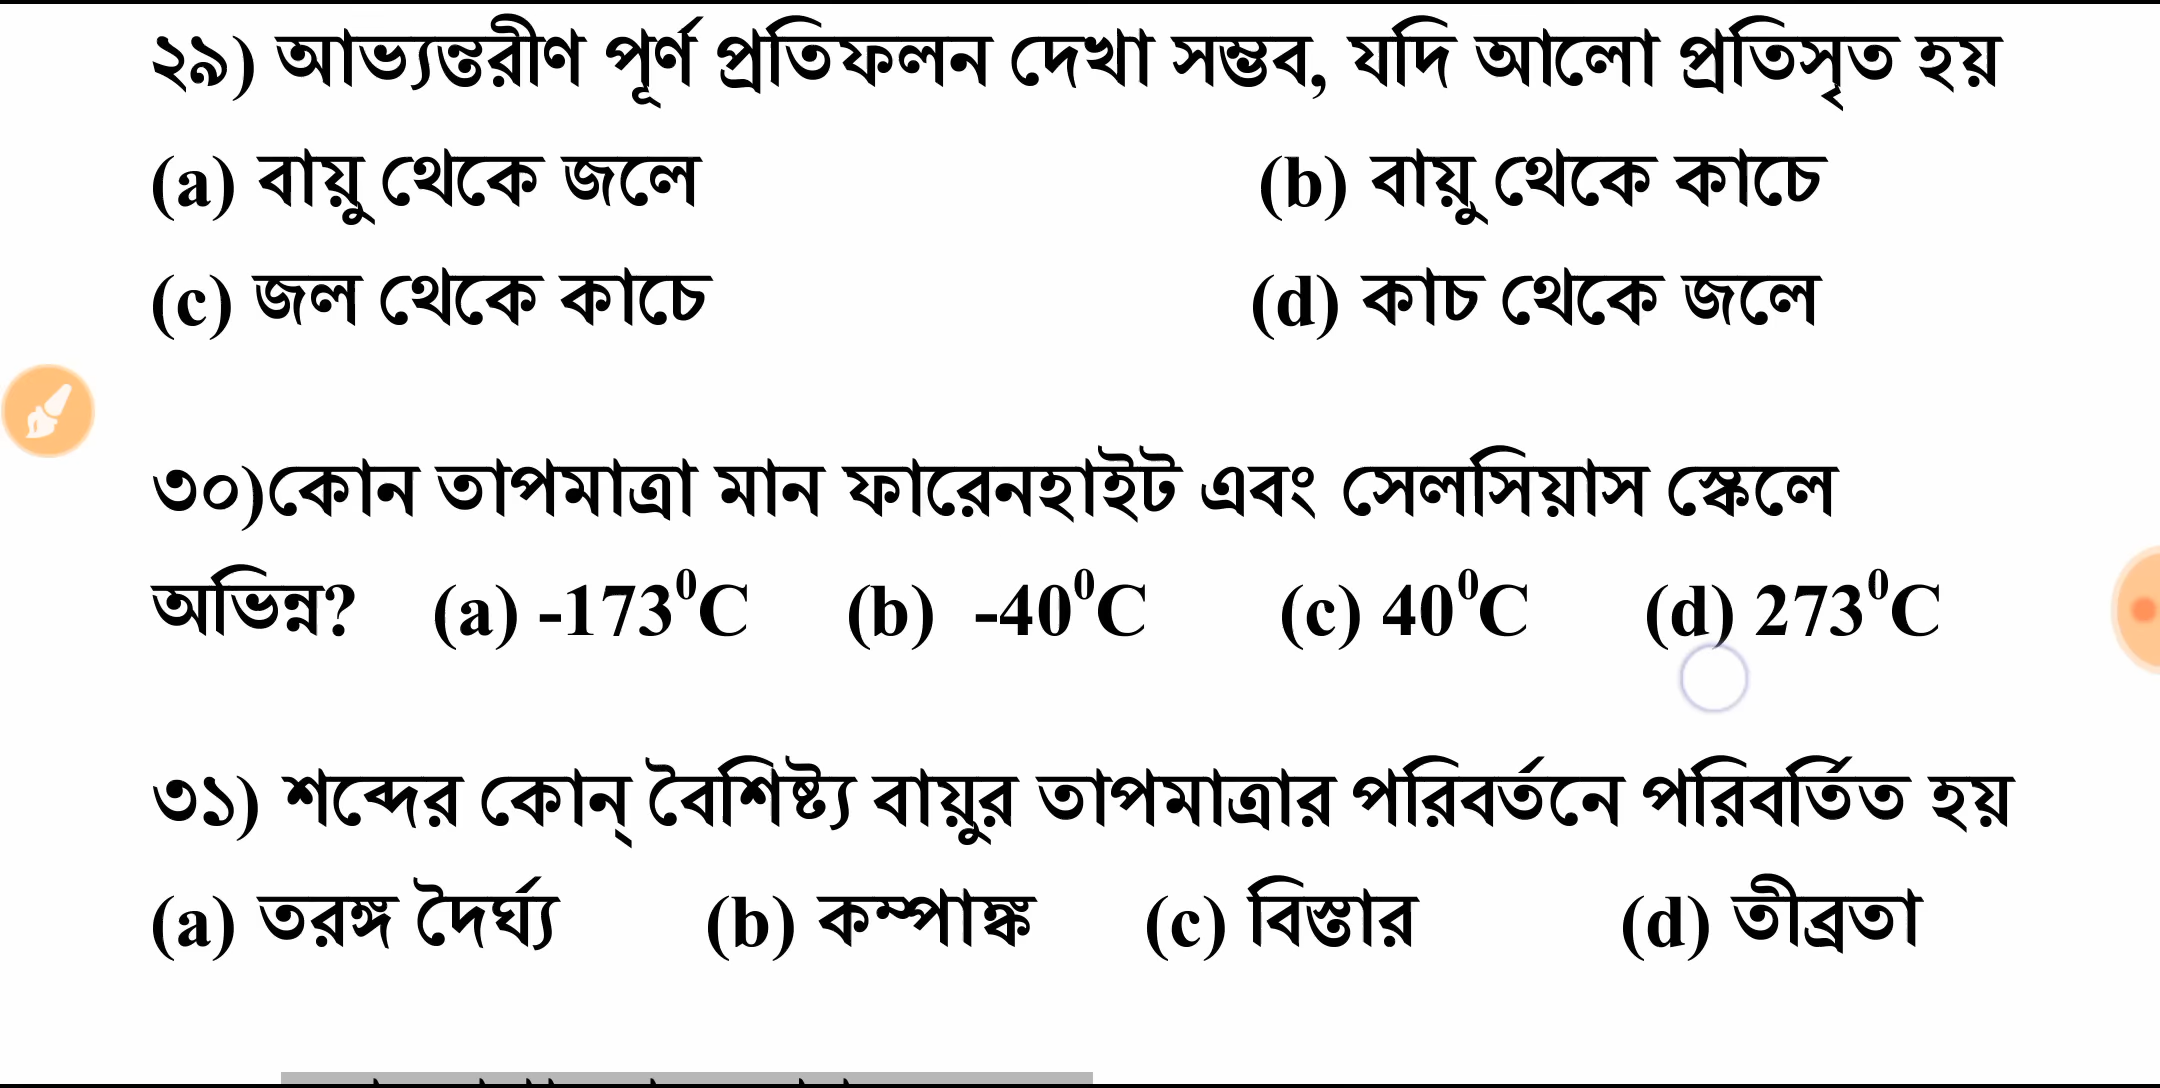 ২৯) আভ্যন্তরীণ পূর্ণ প্রতিফলন দেখা সম্ভব, যদি আলো প্রতিসৃত হয়
(a) বায়ু থেকে জলে (b) বায়ু থেকে কাচে
(c) জল থেকে কাচে (d) কাচ থেকে জলে
৩০)কোন তাপমাত্রা মান ফারেনহাইট এবং সেলসিয়াস স্কেলে
অভিন্ন? (a) -173⁰C (b) -40⁰C (c) 40⁰C (d) 273⁰C
৩১) শব্দের কোন্ বৈশিষ্ট্য বায়ুর তাপমাত্রার পরিবর্তনে পরিবর্তিত হয়
(a) তরঙ্গ দৈর্ঘ্য (b) কম্পাঙ্ক (c) বিস্তার (d) তীব্রতা